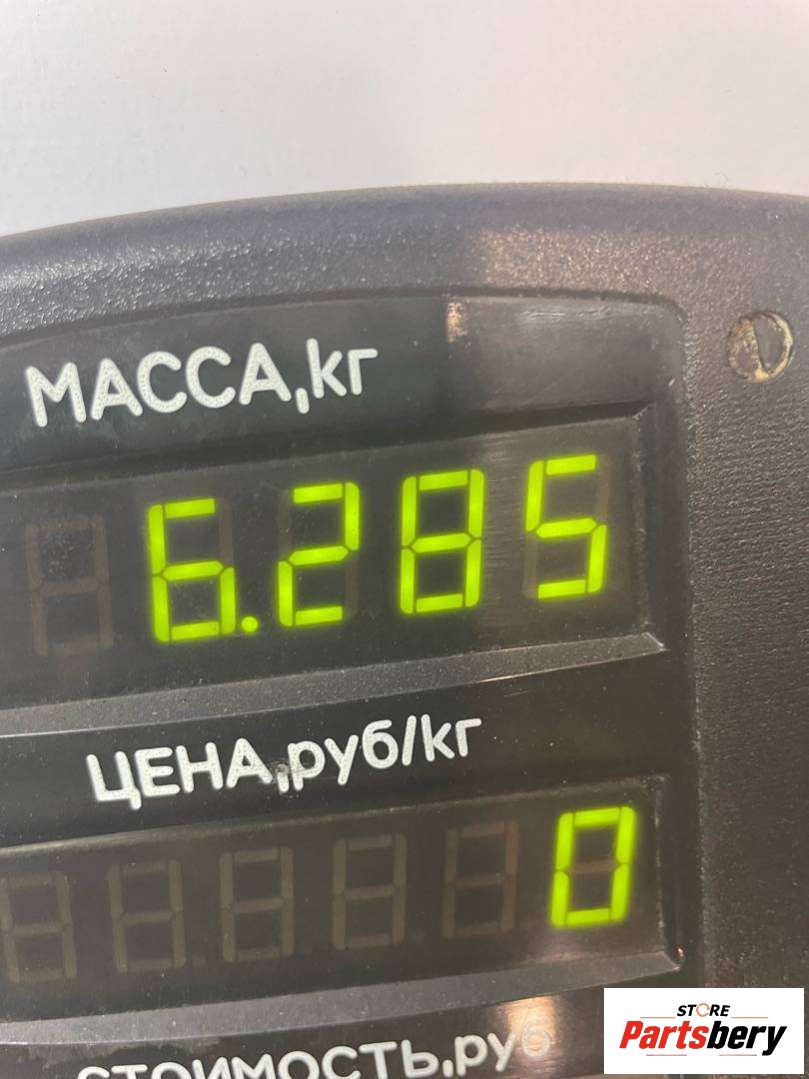 МАССА,кг
6.285
ЦЕНА,руб/кг
0
СТОИМОСТЬ,руб
STORE
Partsbery